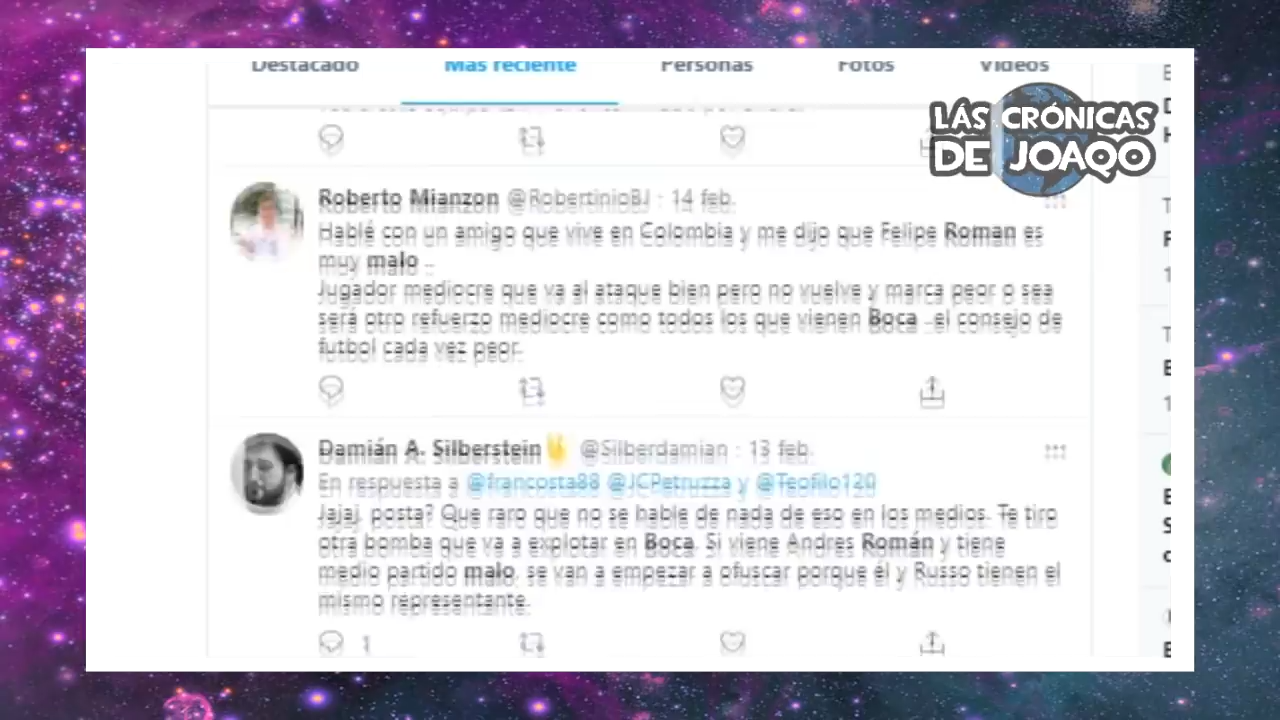 Destacado Más reciente Personas Fotos Videos
LÁS CRÓNICAS
DE JOAQO
Roberto Mianzon @RobertinioBJ · 14 feb.
Hablé con un amigo que vive en Colombia y me dijo que Felipe Roman es
muy malo ..
Jugador mediocre que va al ataque bien pero no vuelve y marca peor o sea
será otro refuerzo mediocre como todos los que vienen Boca ..el consejo de
futbol cada vez peor.
Damián A. Silberstein @Silberdamian · 13 feb.
En respuesta a @francosta88 @JCPetruzza y @Teofilo120
Jajaj, posta? Que raro que no se hable de nada de eso en los medios. Te tiro
otra bomba que va a explotar en Boca. Si viene Andres Román y tiene
medio partido malo, se van a empezar a ofuscar porque él y Russo tienen el
mismo representante.
1